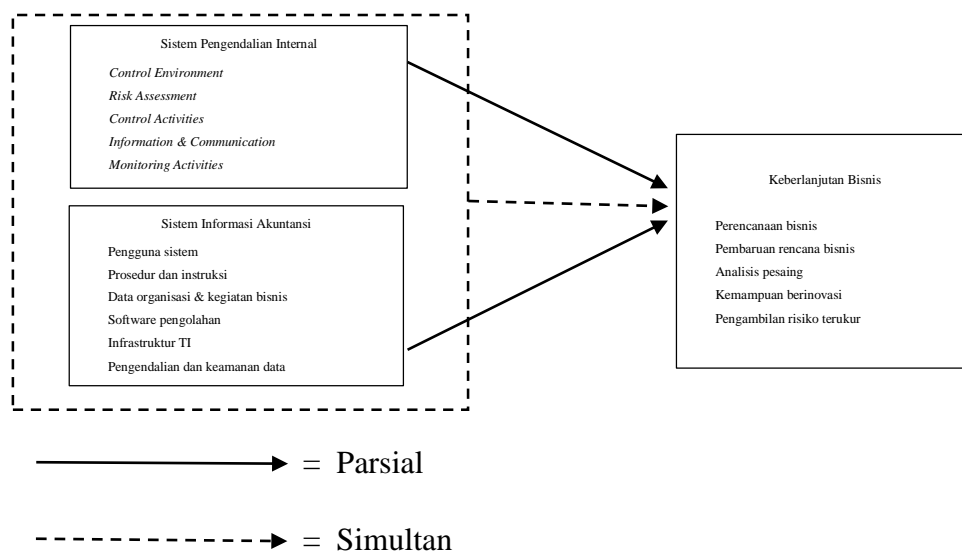 Sistem Pengendalian Internal
Control Environment
Risk Assessment
Control Activities
Information & Communication
Monitoring Activities
Sistem Informasi Akuntansi
Pengguna sistem
Prosedur dan instruksi
Data organisasi & kegiatan bisnis
Software pengolahan
Infrastruktur TI
Pengendalian dan keamanan data
Keberlanjutan Bisnis
Perencanaan bisnis
Pembaruan rencana bisnis
Analisis pesaing
Kemampuan berinovasi
Pengambilan risiko terukur
= Parsial
= Simultan